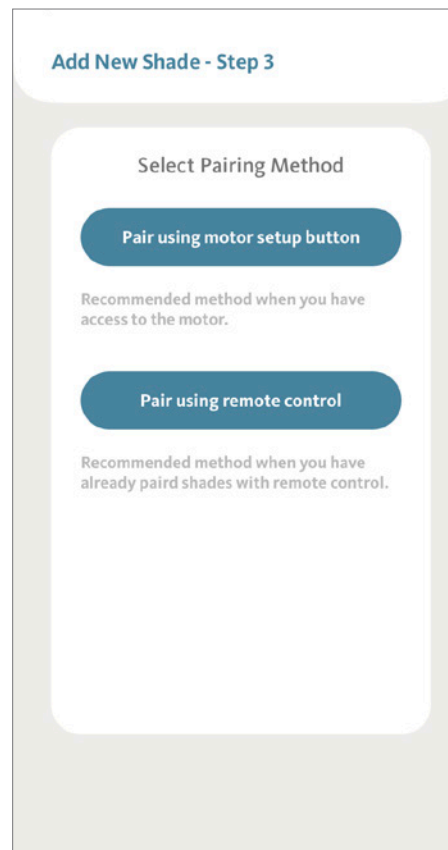 Add New Shade - Step 3
Select Pairing Method
Pair using motor setup button
Recommended method when you have
access to the motor.
Pair using remote control
Recommended method when you have
already paird shades with remote control.